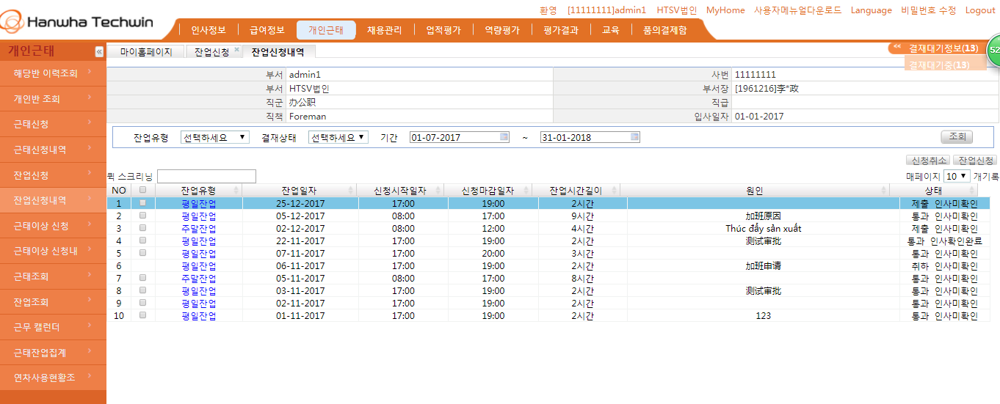 환영 [11111111]admin1 HTSV법인 MyHome 사용자메뉴얼다운로드 Language 비밀번호 수정 Logout
Hanwha Techwin
인사정보 급여정보 개인근태 채용관리 업적평가 역량평가 평가결과 교육 품의결제함
개인근태
마이홈페이지 잔업신청 잔업신청내역
결재대기정보(13)
결재대기중(13)
52
해당반 이력조회
개인반 조회
근태신청
근태신청내역
잔업신청
잔업신청내역
근태이상 신청
근태이상 신청내
근태조회
잔업조회
근무 캘런더
근태잔업집계
연차사용현황조
부서 admin1 사번 11111111
부서 HTSV법인 부서장 [1961216]李*政
직군 办公职 직급
직책 Foreman 입사일자 01-01-2017
잔업유형 선택하세요 결재상태 선택하세요 기간 01-07-2017 ~ 31-01-2018 조회
신청취소 잔업신청
퀵 스크리닝 매페이지 10 개기록
NO 잔업유형 잔업일자 신청시작일자 신청마감일자 잔업시간길이 원인 상태
1 평일잔업 25-12-2017 17:00 19:00 2시간 제출 인사미확인
2 평일잔업 05-12-2017 08:00 17:00 9시간 加班原因 통과 인사미확인
3 주말잔업 02-12-2017 08:00 12:00 4시간 Thúc đẩy sản xuất 제출 인사미확인
4 평일잔업 22-11-2017 17:00 19:00 2시간 测试审批 통과 인사확인완료
5 평일잔업 07-11-2017 17:00 20:00 3시간 통과 인사미확인
6 평일잔업 06-11-2017 17:00 19:00 2시간 加班申请 취하 인사미확인
7 주말잔업 05-11-2017 08:00 17:00 8시간 통과 인사미확인
8 평일잔업 03-11-2017 17:00 19:00 2시간 测试审批 통과 인사미확인
9 평일잔업 02-11-2017 17:00 19:00 2시간 통과 인사미확인
10 평일잔업 01-11-2017 17:00 19:00 2시간 123 통과 인사미확인